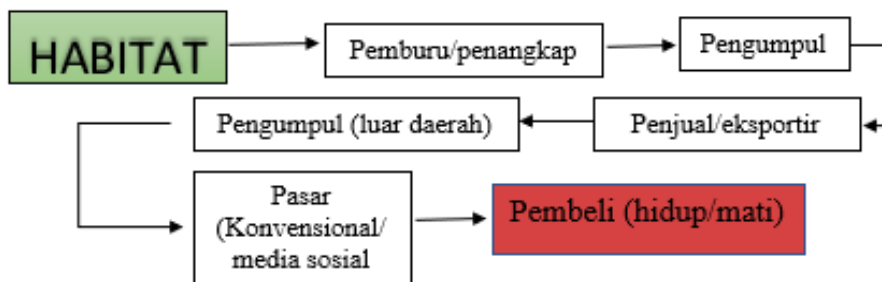 HABITAT
Pemburu/penangkap
Pengumpul
Penjual/eksportir
Pengumpul (luar daerah)
Pasar
(Konvensional/
media sosial
Pembeli (hidup/mati)